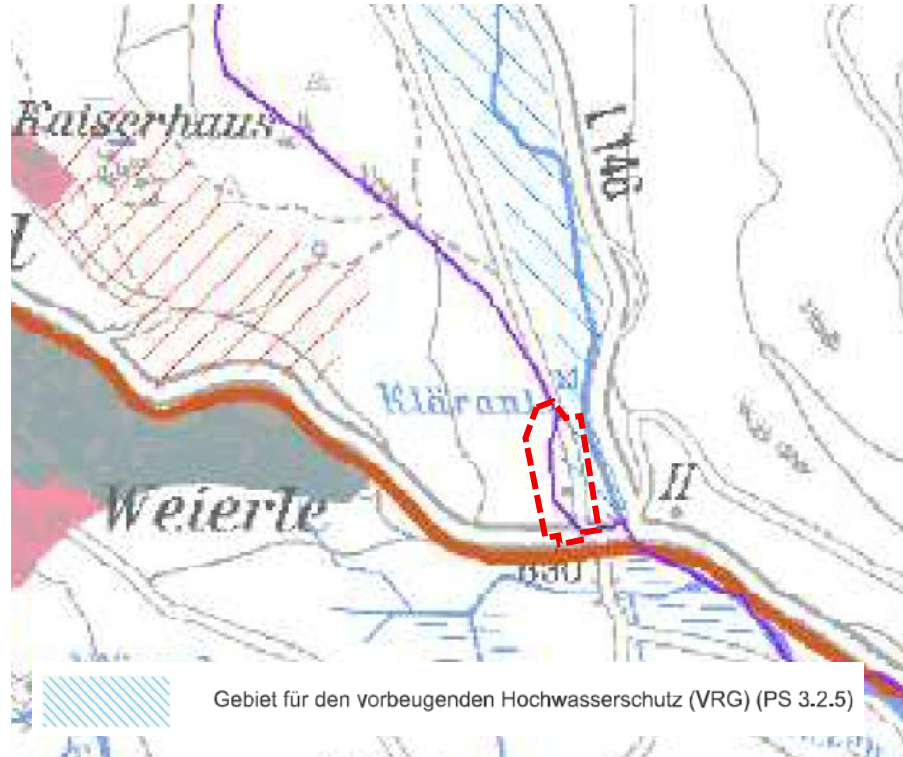 Kaiserhaus
L 146
Kläranl
II
Weierle
B30
Gebiet für den vorbeugenden Hochwasserschutz (VRG) (PS 3.2.5)